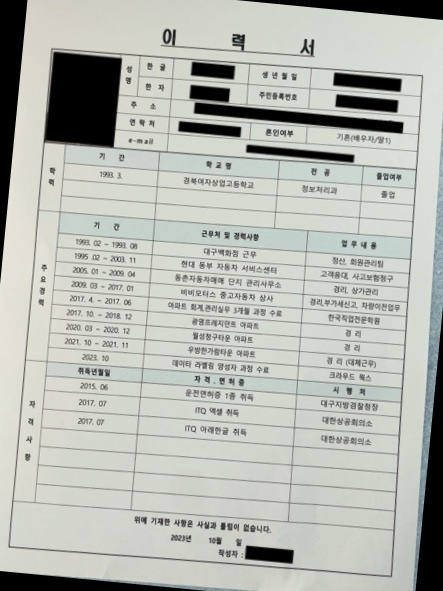 이 력 서
성명 한 글 생 년 월 일
한 자 주민등록번호
주 소
연 락 처 혼인여부 기혼(배우자/딸1)
e-mail
학력 기 간 학 교 명 전 공 졸업여부
1993. 3. 경북여자상업고등학교 정보처리과 졸업
주요경력 기 간 근무처 및 경력사항 업 무 내 용
1993. 02 ~ 1993. 08 대구백화점 근무 정산, 회원관리팀
1995 .02 ~ 2003. 11 현대 동부 자동차 서비스센터 고객응대, 사고보험청구
2005. 01 ~ 2009. 04 동촌자동차매매 단지 관리사무소 경리, 상가관리
2009. 03 ~ 2017. 01 비비모터스 중고자동차 상사 경리,부가세신고, 차량이전업무
2017. 4. ~ 2017. 06 아파트 회계,관리실무 3개월 과정 수료 한국직업전문학원
2017. 10. ~ 2018. 12 광명프레지던트 아파트 경 리
2020. 03 ~ 2020. 12 월성청구타운 아파트 경 리
2021. 10 ~ 2021. 11 우방한가람타운 아파트 경 리 (대체근무)
2023. 10 데이터 라벨링 양성자 과정 수료 크라우드 웍스
자격사항 취득년월일 자 격 . 면 허 증 시 행 처
2015. 06 운전면허증 1종 취득 대구지방경찰청장
2017. 07 ITQ 엑셀 취득 대한상공회의소
2017. 07 ITQ 아래한글 취득 대한상공회의소
위에 기재한 사항은 사실과 틀림이 없습니다.
2023년 10월 일
작성자 :